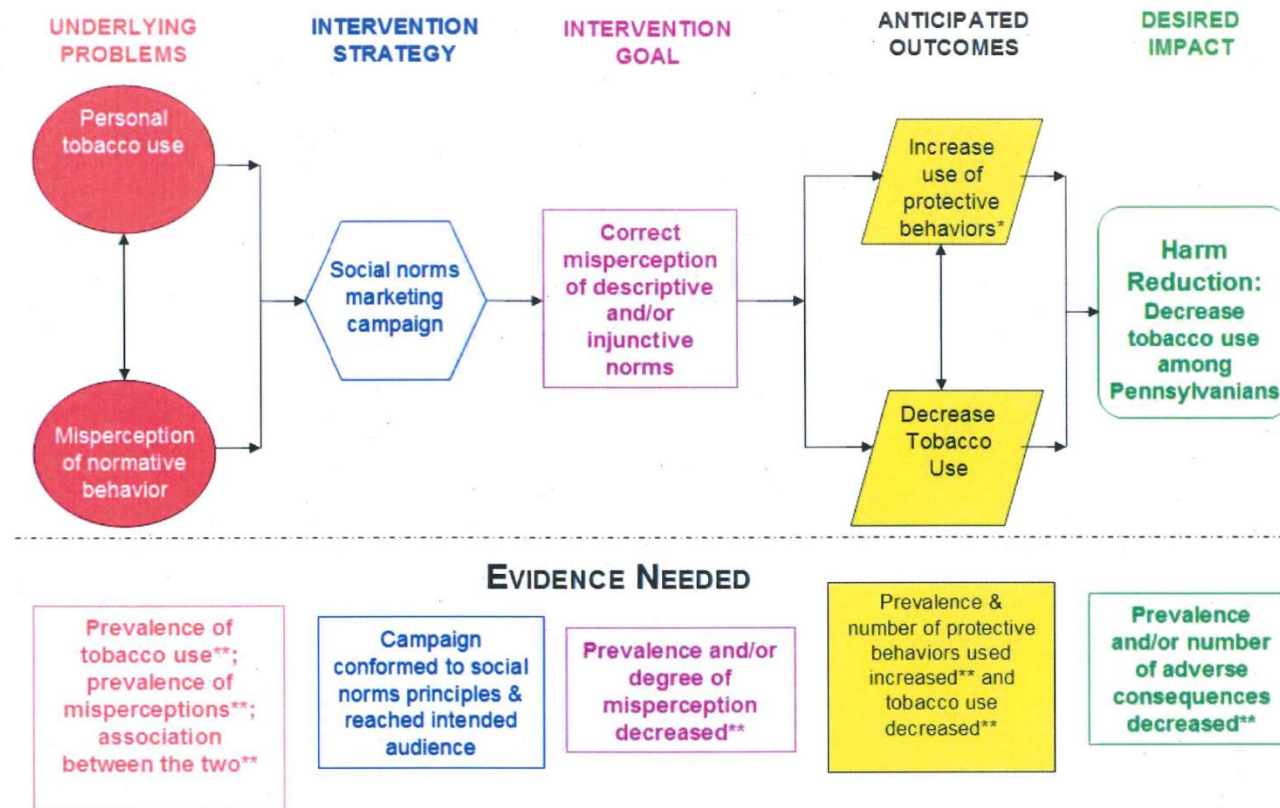 UNDERLYING
PROBLEMS
INTERVENTION
STRATEGY
INTERVENTION
GOAL
ANTICIPATED
OUTCOMES
DESIRED
IMPACT
Personal
tobacco use
Misperception
of normative
behavior
Social norms
marketing
campaign
Correct
misperception
of descriptive
and/or
injunctive
norms
Increase
use of
protective
behaviors*
Decrease
Tobacco
Use
Harm
Reduction:
Decrease
tobacco use
among
Pennsylvanians
EVIDENCE NEEDED
Prevalence of
tobacco use**;
prevalence of
misperceptions**;
association
between the two**
Campaign
conformed to social
norms principles &
reached intended
audience
Prevalence and/or
degree of
misperception
decreased**
Prevalence &
number of protective
behaviors used
increased** and
tobacco use
decreased**
Prevalence
and/or number
of adverse
consequences
decreased**